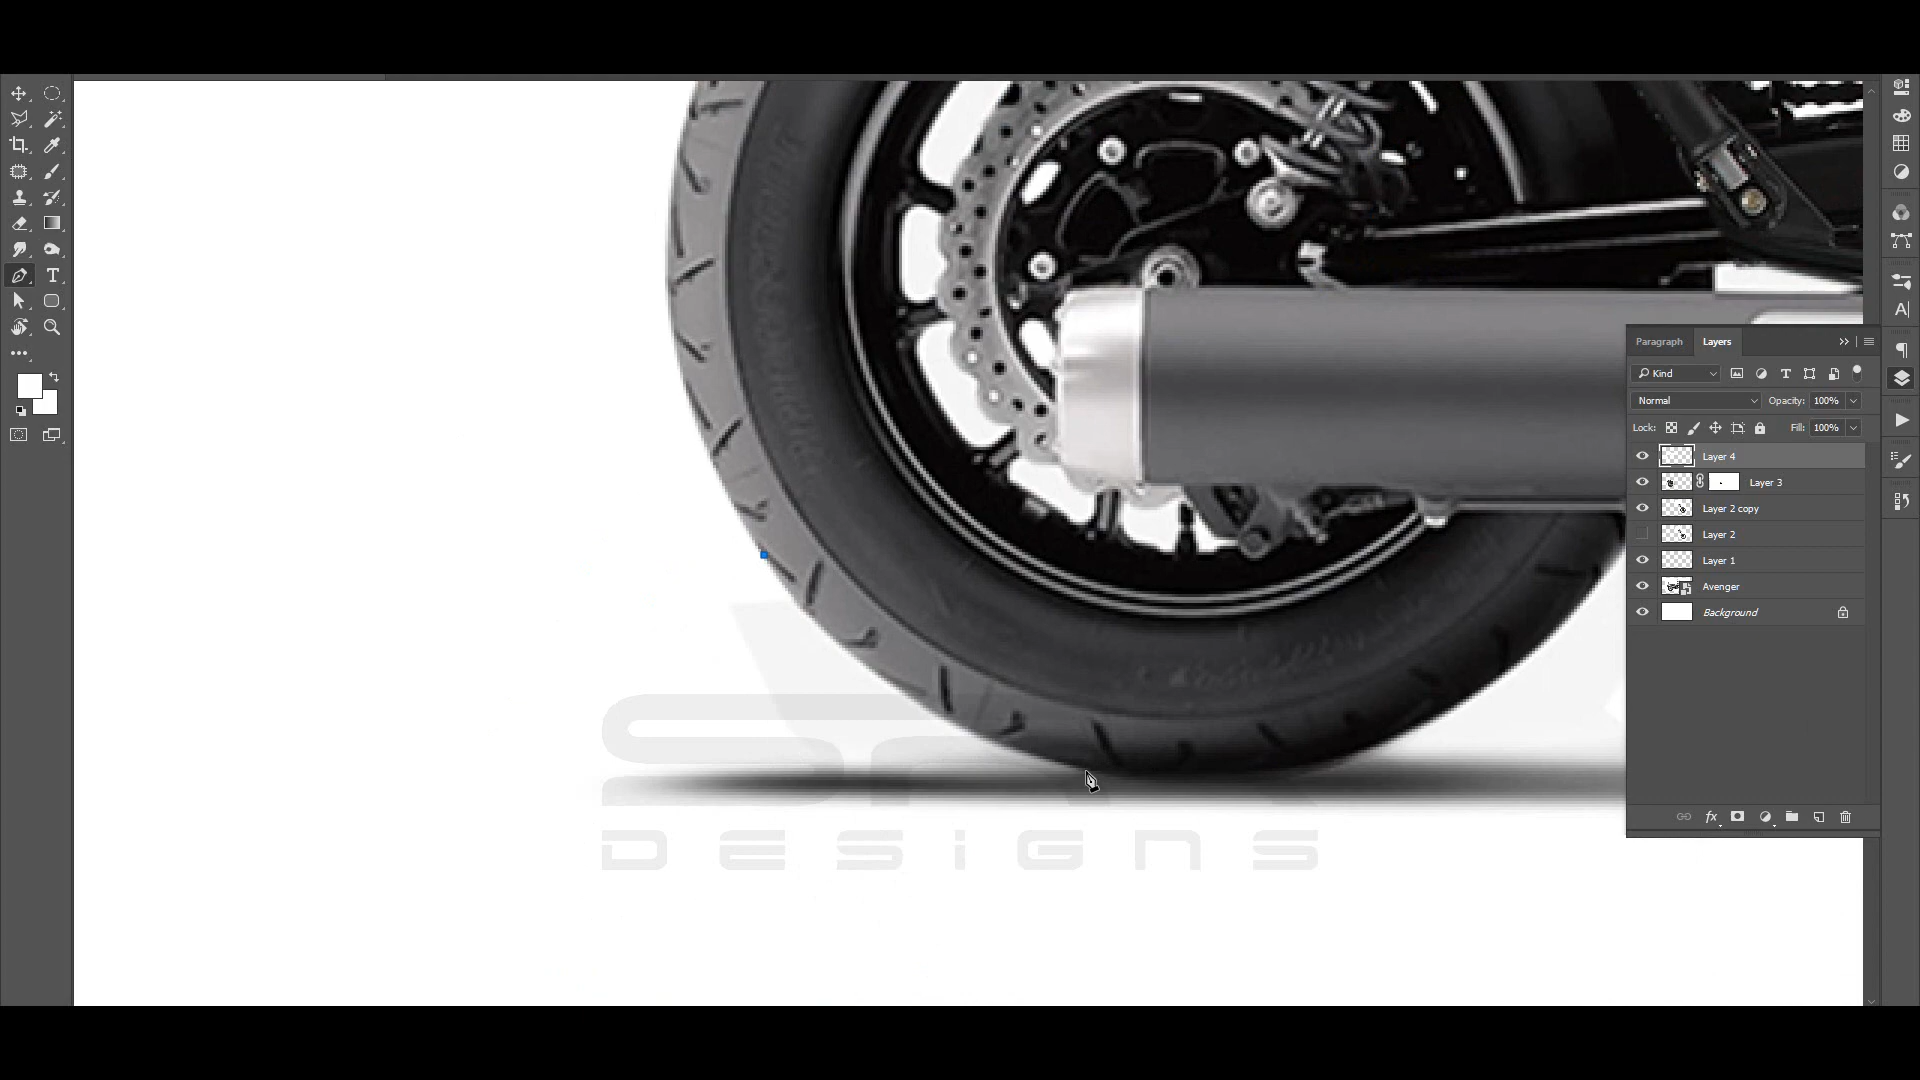 Paragraph
Layers
Kind
Normal
Opacity: 100%
Lock:
Fill: 100%
Layer 4
Layer 3
Layer 2 copy
Layer 2
Layer 1
Avenger
Background
fx
DESiGnS